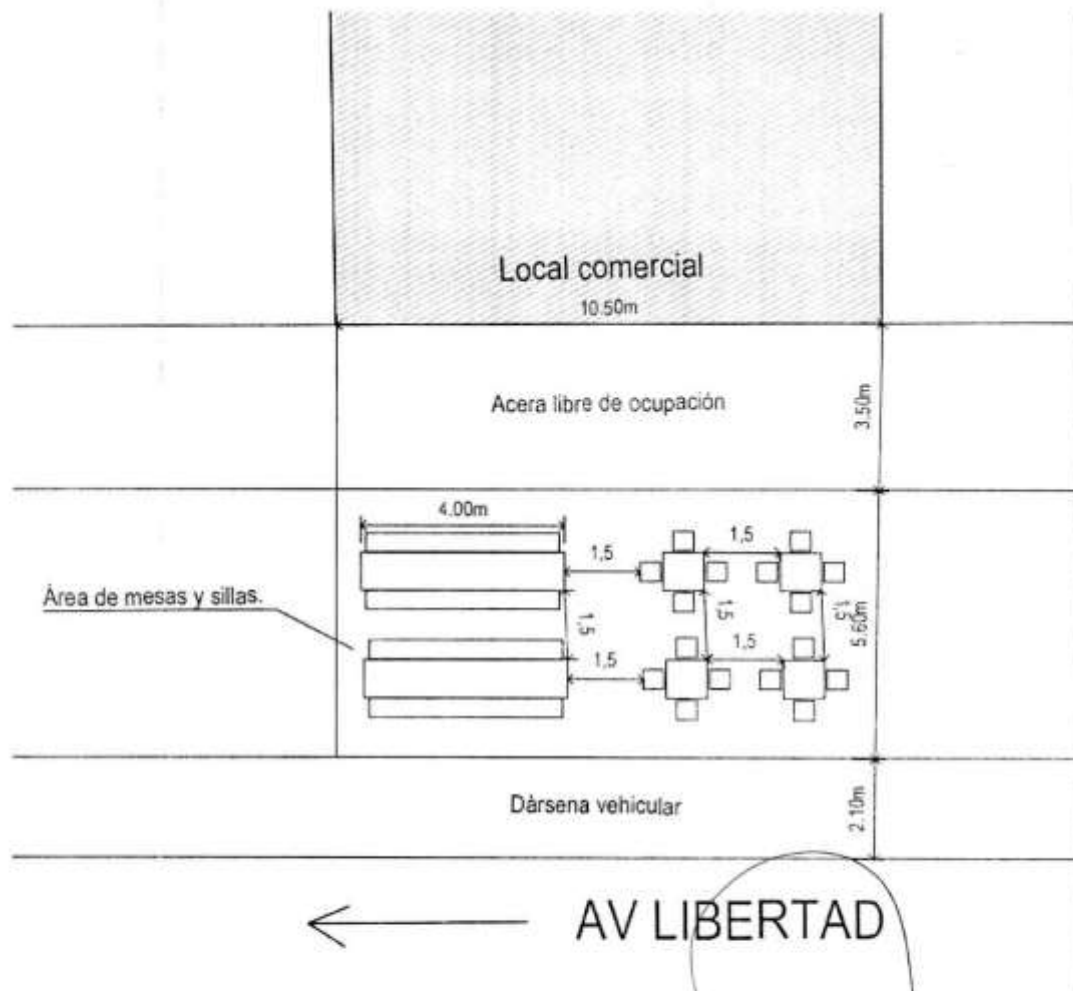 Local comercial
10.50m
Acera libre de ocupación
3.50m
4.00m
1,5
1,5
Área de mesas y sillas.
1,5
1,5
1,5
5.60m
1,5
1,5
Dàrsena vehicular
2.10m
AV LIBERTAD